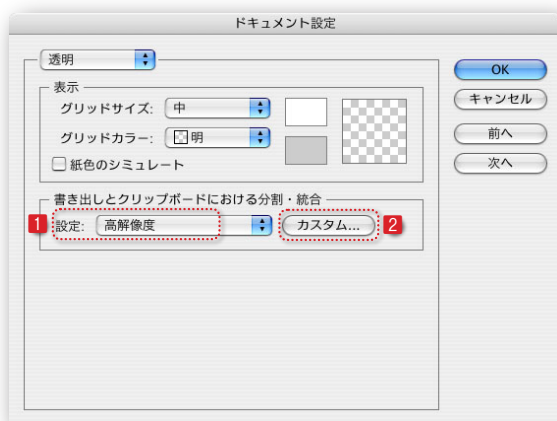 ドキュメント設定
透明
OK
キャンセル
前へ
次へ
表示
グリッドサイズ: 中
グリッドカラー: 明
紙色のシミュレート
書き出しとクリップボードにおける分割・統合
1 設定: 高解像度 カスタム... 2